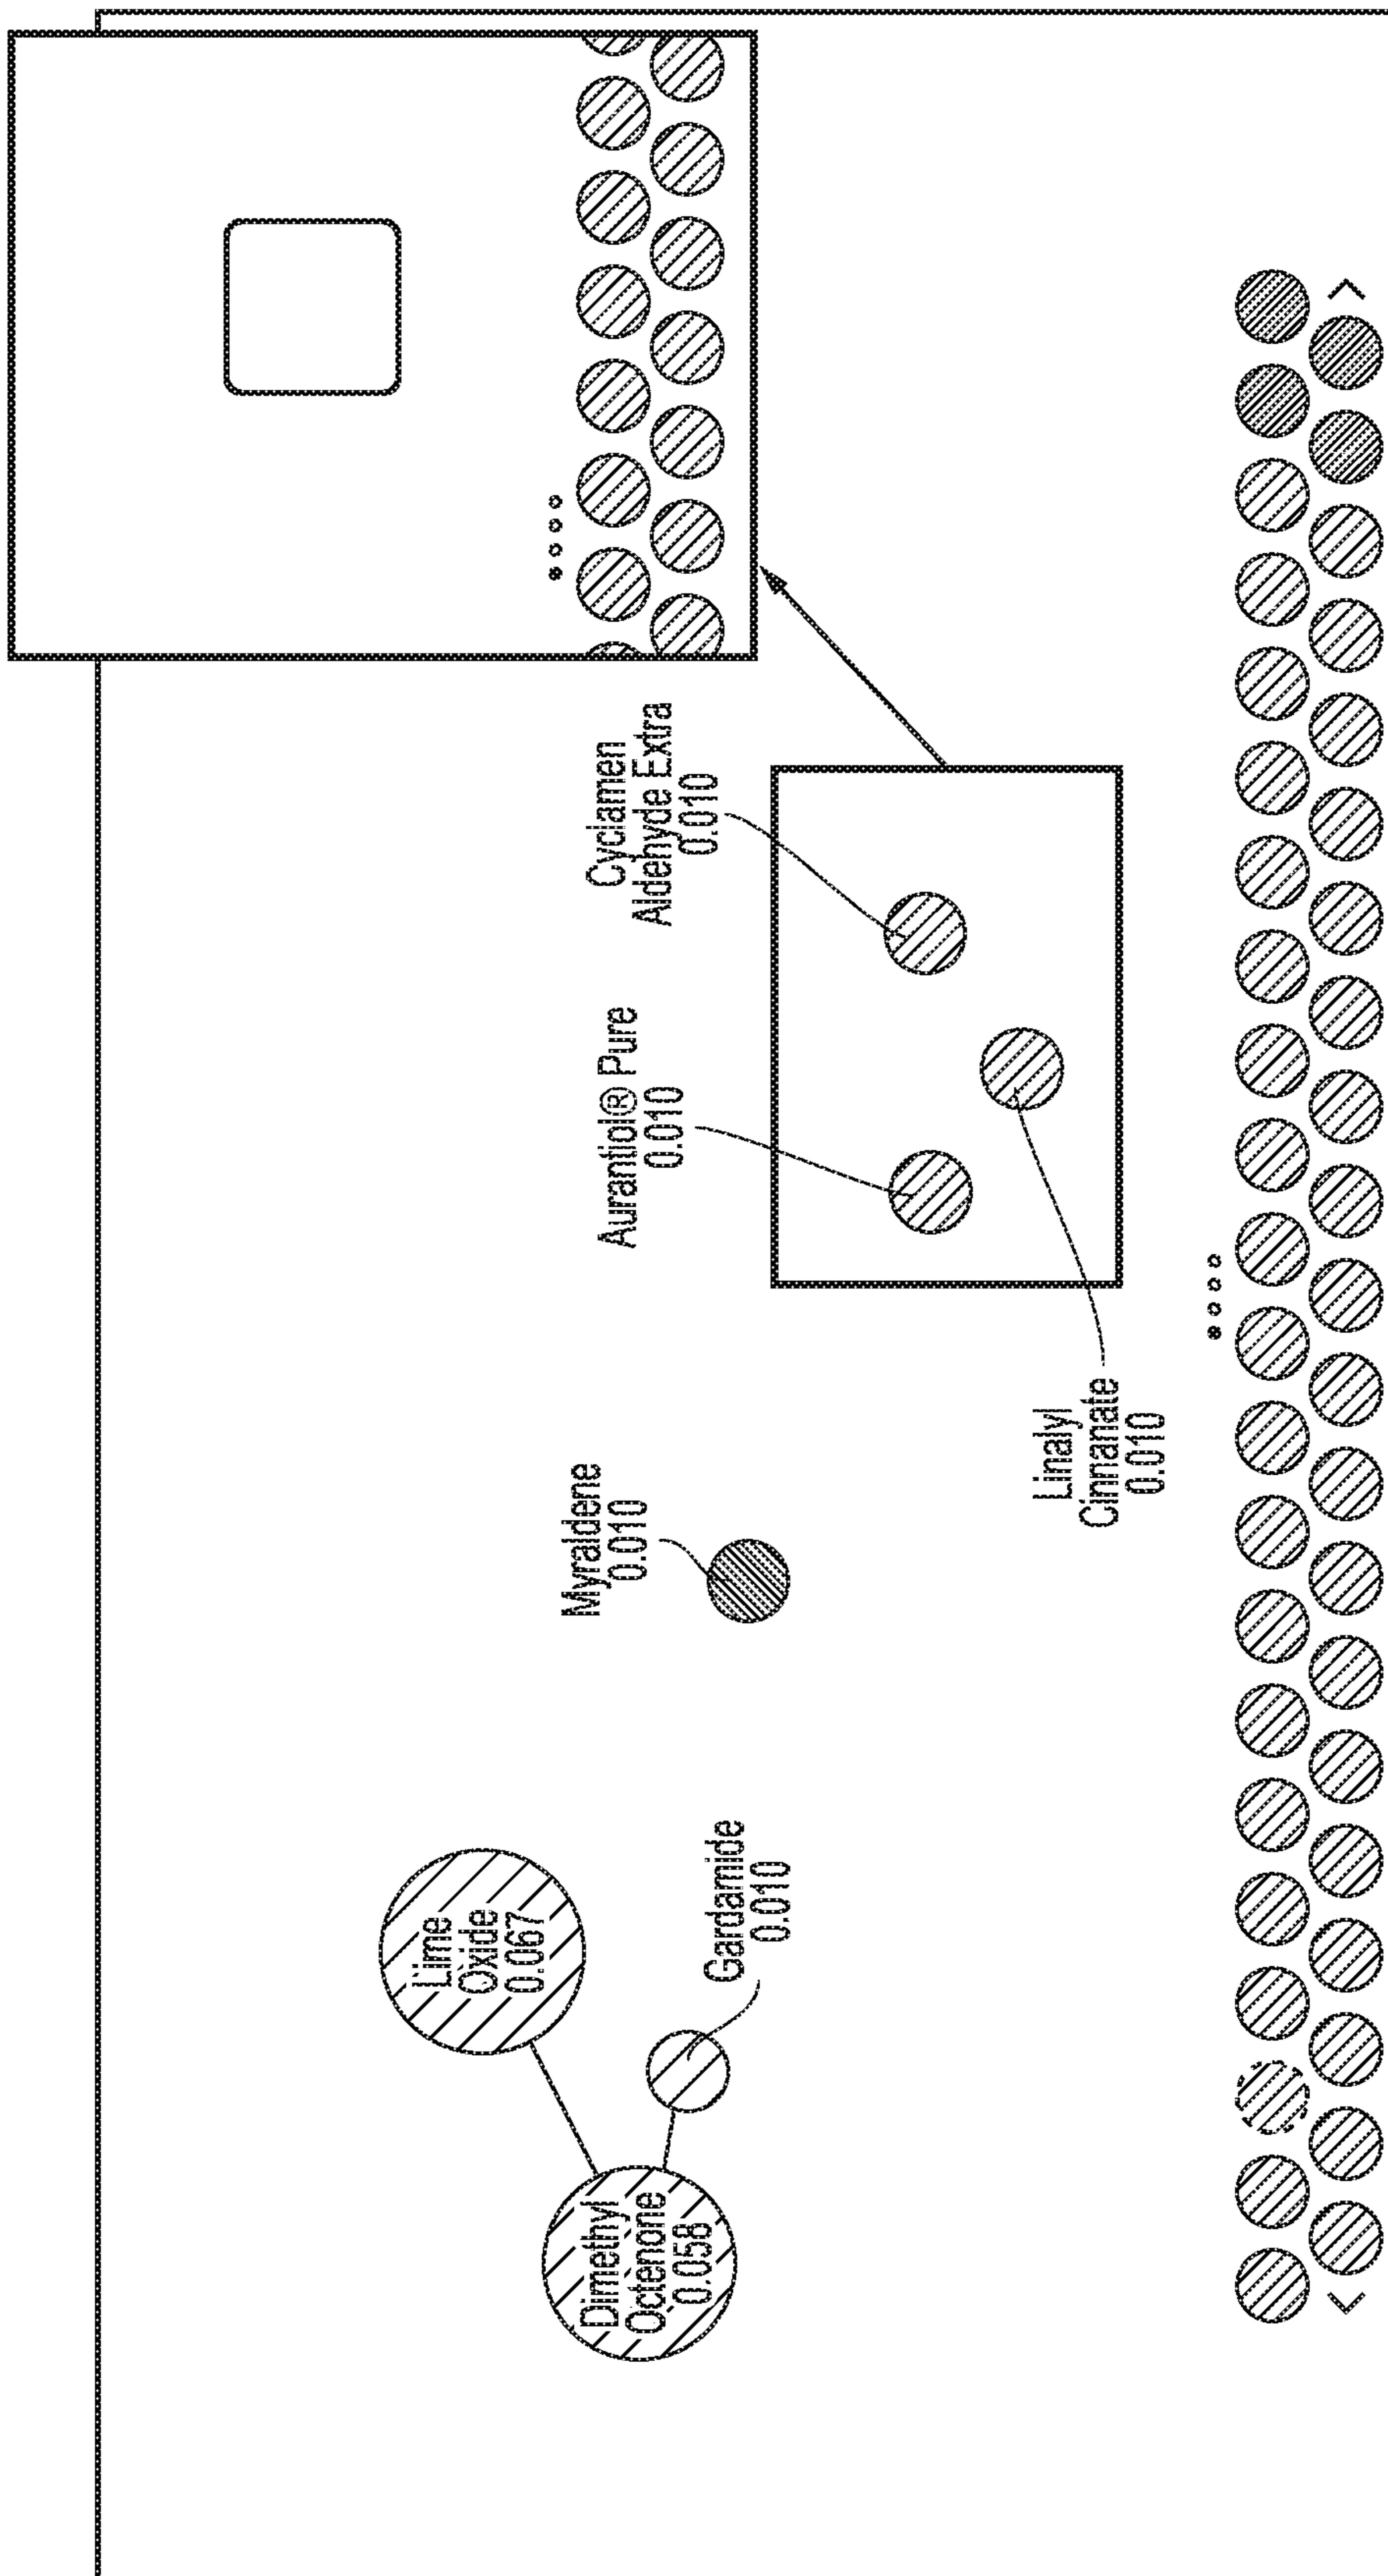 Lime
Oxide
0.067
Dimethyl
Octenone
0.058
Gardamide
0.010
Myraldene
0.010
Aurantiol® Pure
0.010
Cyclamen
Aldehyde Extra
0.010
Linalyl
Cinnanate
0.010